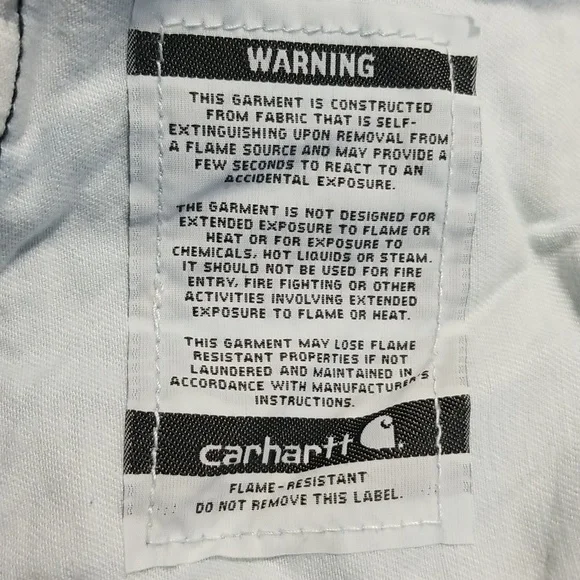 WARNING
THIS GARMENT IS CONSTRUCTED
FROM FABRIC THAT IS SELF-
EXTINGUISHING UPON REMOVAL FROM
A FLAME SOURCE AND MAY PROVIDE A
FEW SECONDS TO REACT TO AN
ACCIDENTAL EXPOSURE.
THE GARMENT IS NOT DESIGNED FOR
EXTENDED EXPOSURE TO FLAME OR
HEAT OR FOR EXPOSURE TO
CHEMICALS, HOT LIQUIDS OR STEAM.
IT SHOULD NOT BE USED FOR FIRE
ENTRY, FIRE FIGHTING OR OTHER
ACTIVITIES INVOLVING EXTENDED
EXPOSURE TO FLAME OR HEAT.
THIS GARMENT MAY LOSE FLAME
RESISTANT PROPERTIES IF NOT
LAUNDERED AND MAINTAINED IN
ACCORDANCE WITH MANUFACTURER'S
INSTRUCTIONS.
carhartt
FLAME-RESISTANT
DO NOT REMOVE THIS LABEL.